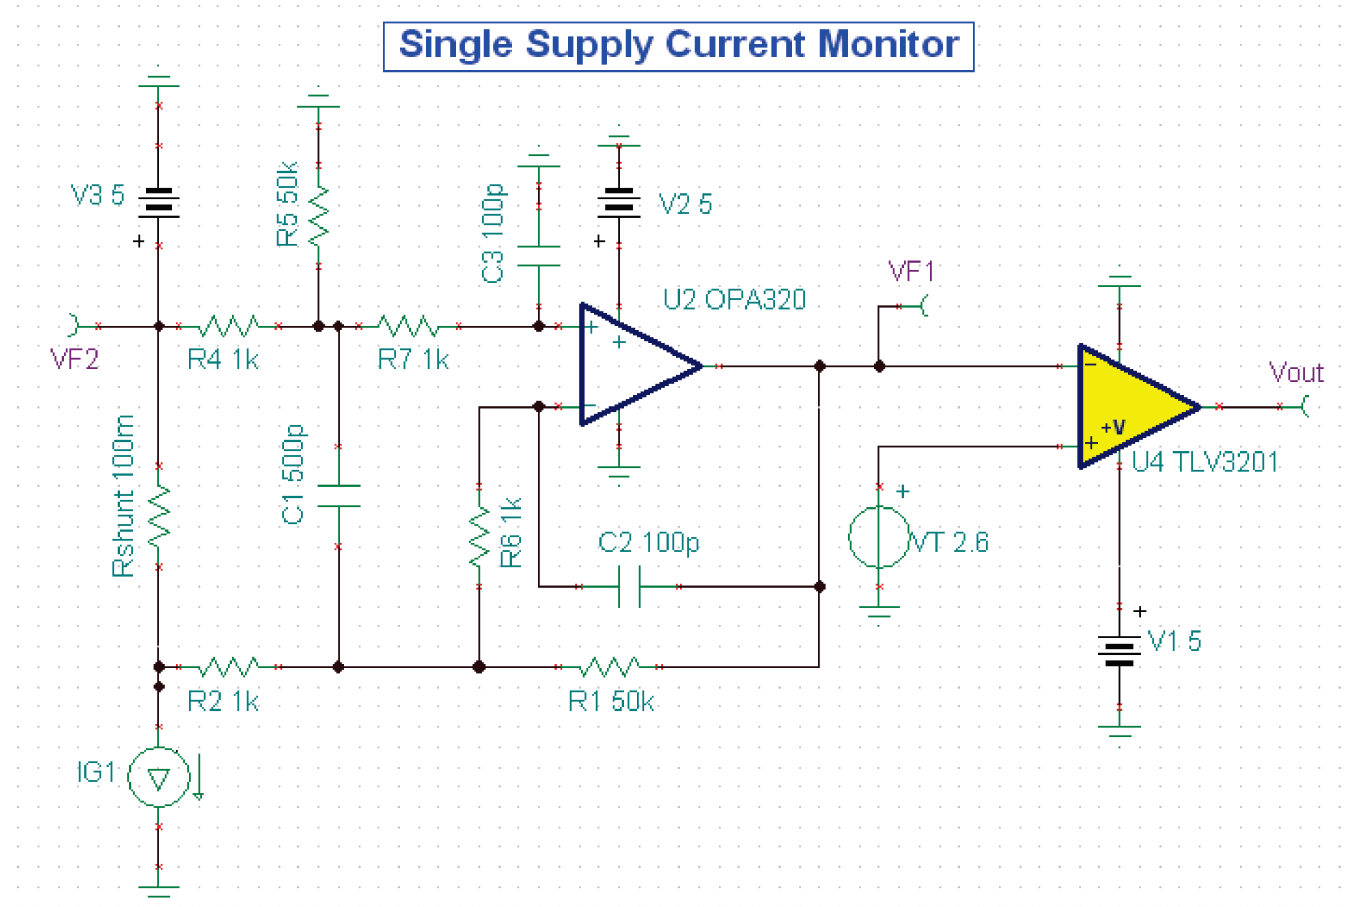 Single Supply Current Monitor
V3 5
+
R5 50k
C3 100p
V2 5
+
U2 OPA320
VF1
VF2
R4 1k
R7 1k
+
+
−
−
+
+V
Vout
U4 TLV3201
Rshunt 100m
C1 500p
R6 1k
C2 100p
+
VT 2.6
+
V1 5
R2 1k
R1 50k
IG1